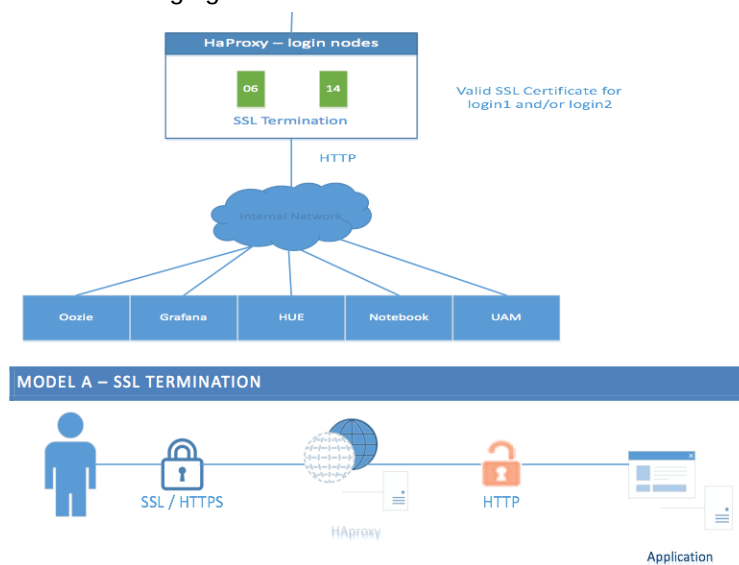 HaProxy – login nodes
06
14
SSL Termination
Valid SSL Certificate for
login1 and/or login2
HTTP
Internal Network
Oozie
Grafana
HUE
Notebook
UAM
MODEL A – SSL TERMINATION
SSL / HTTPS
HAproxy
HTTP
Application